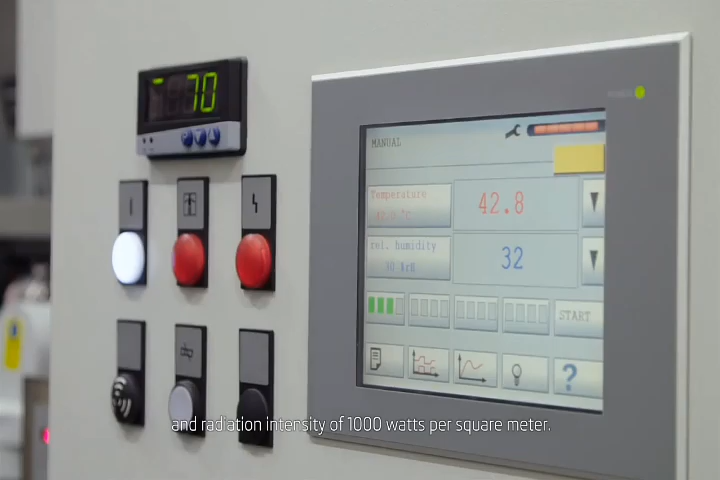 70
MANUAL
Temperature
42.8
rel. humidity
32
START
?
and radiation intensity of 1000 watts per square meter.